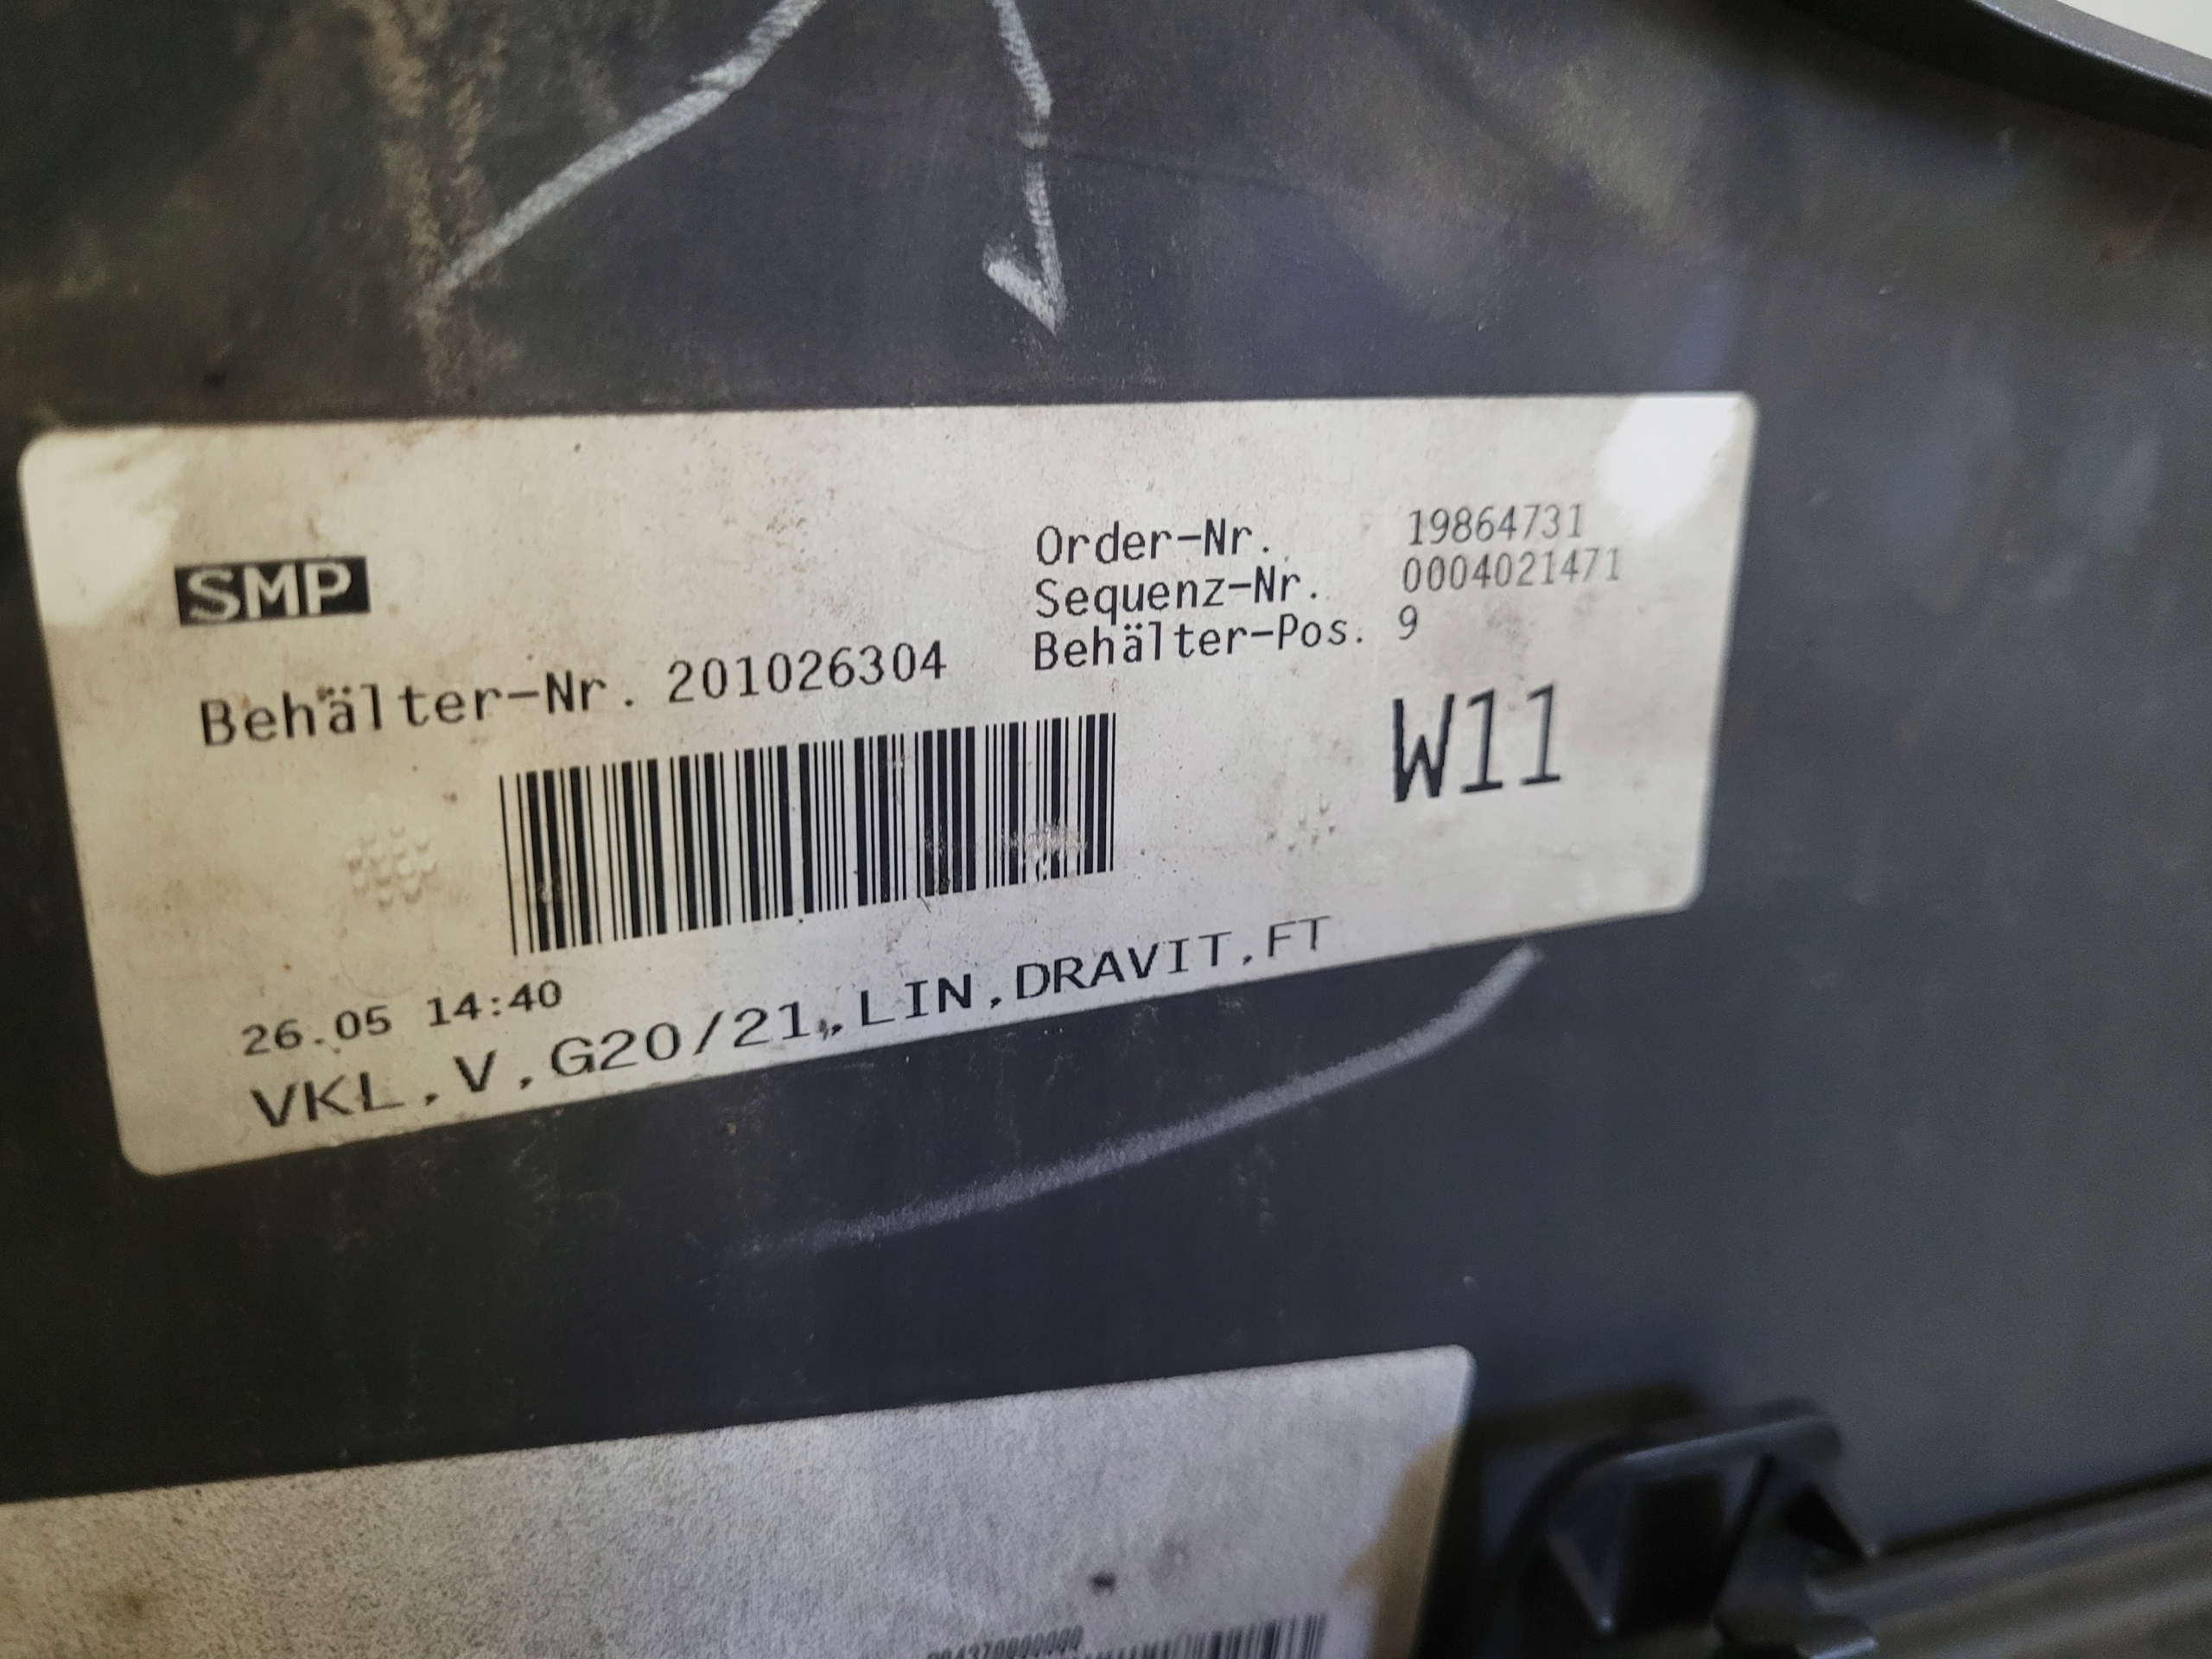 SMP
Order-Nr. 19864731
Sequenz-Nr. 0004021471
Behälter-Pos. 9
Behälter-Nr. 201026304
W11
26.05 14:40
VKL,V,G20/21,,LIN,DRAVIT,FT